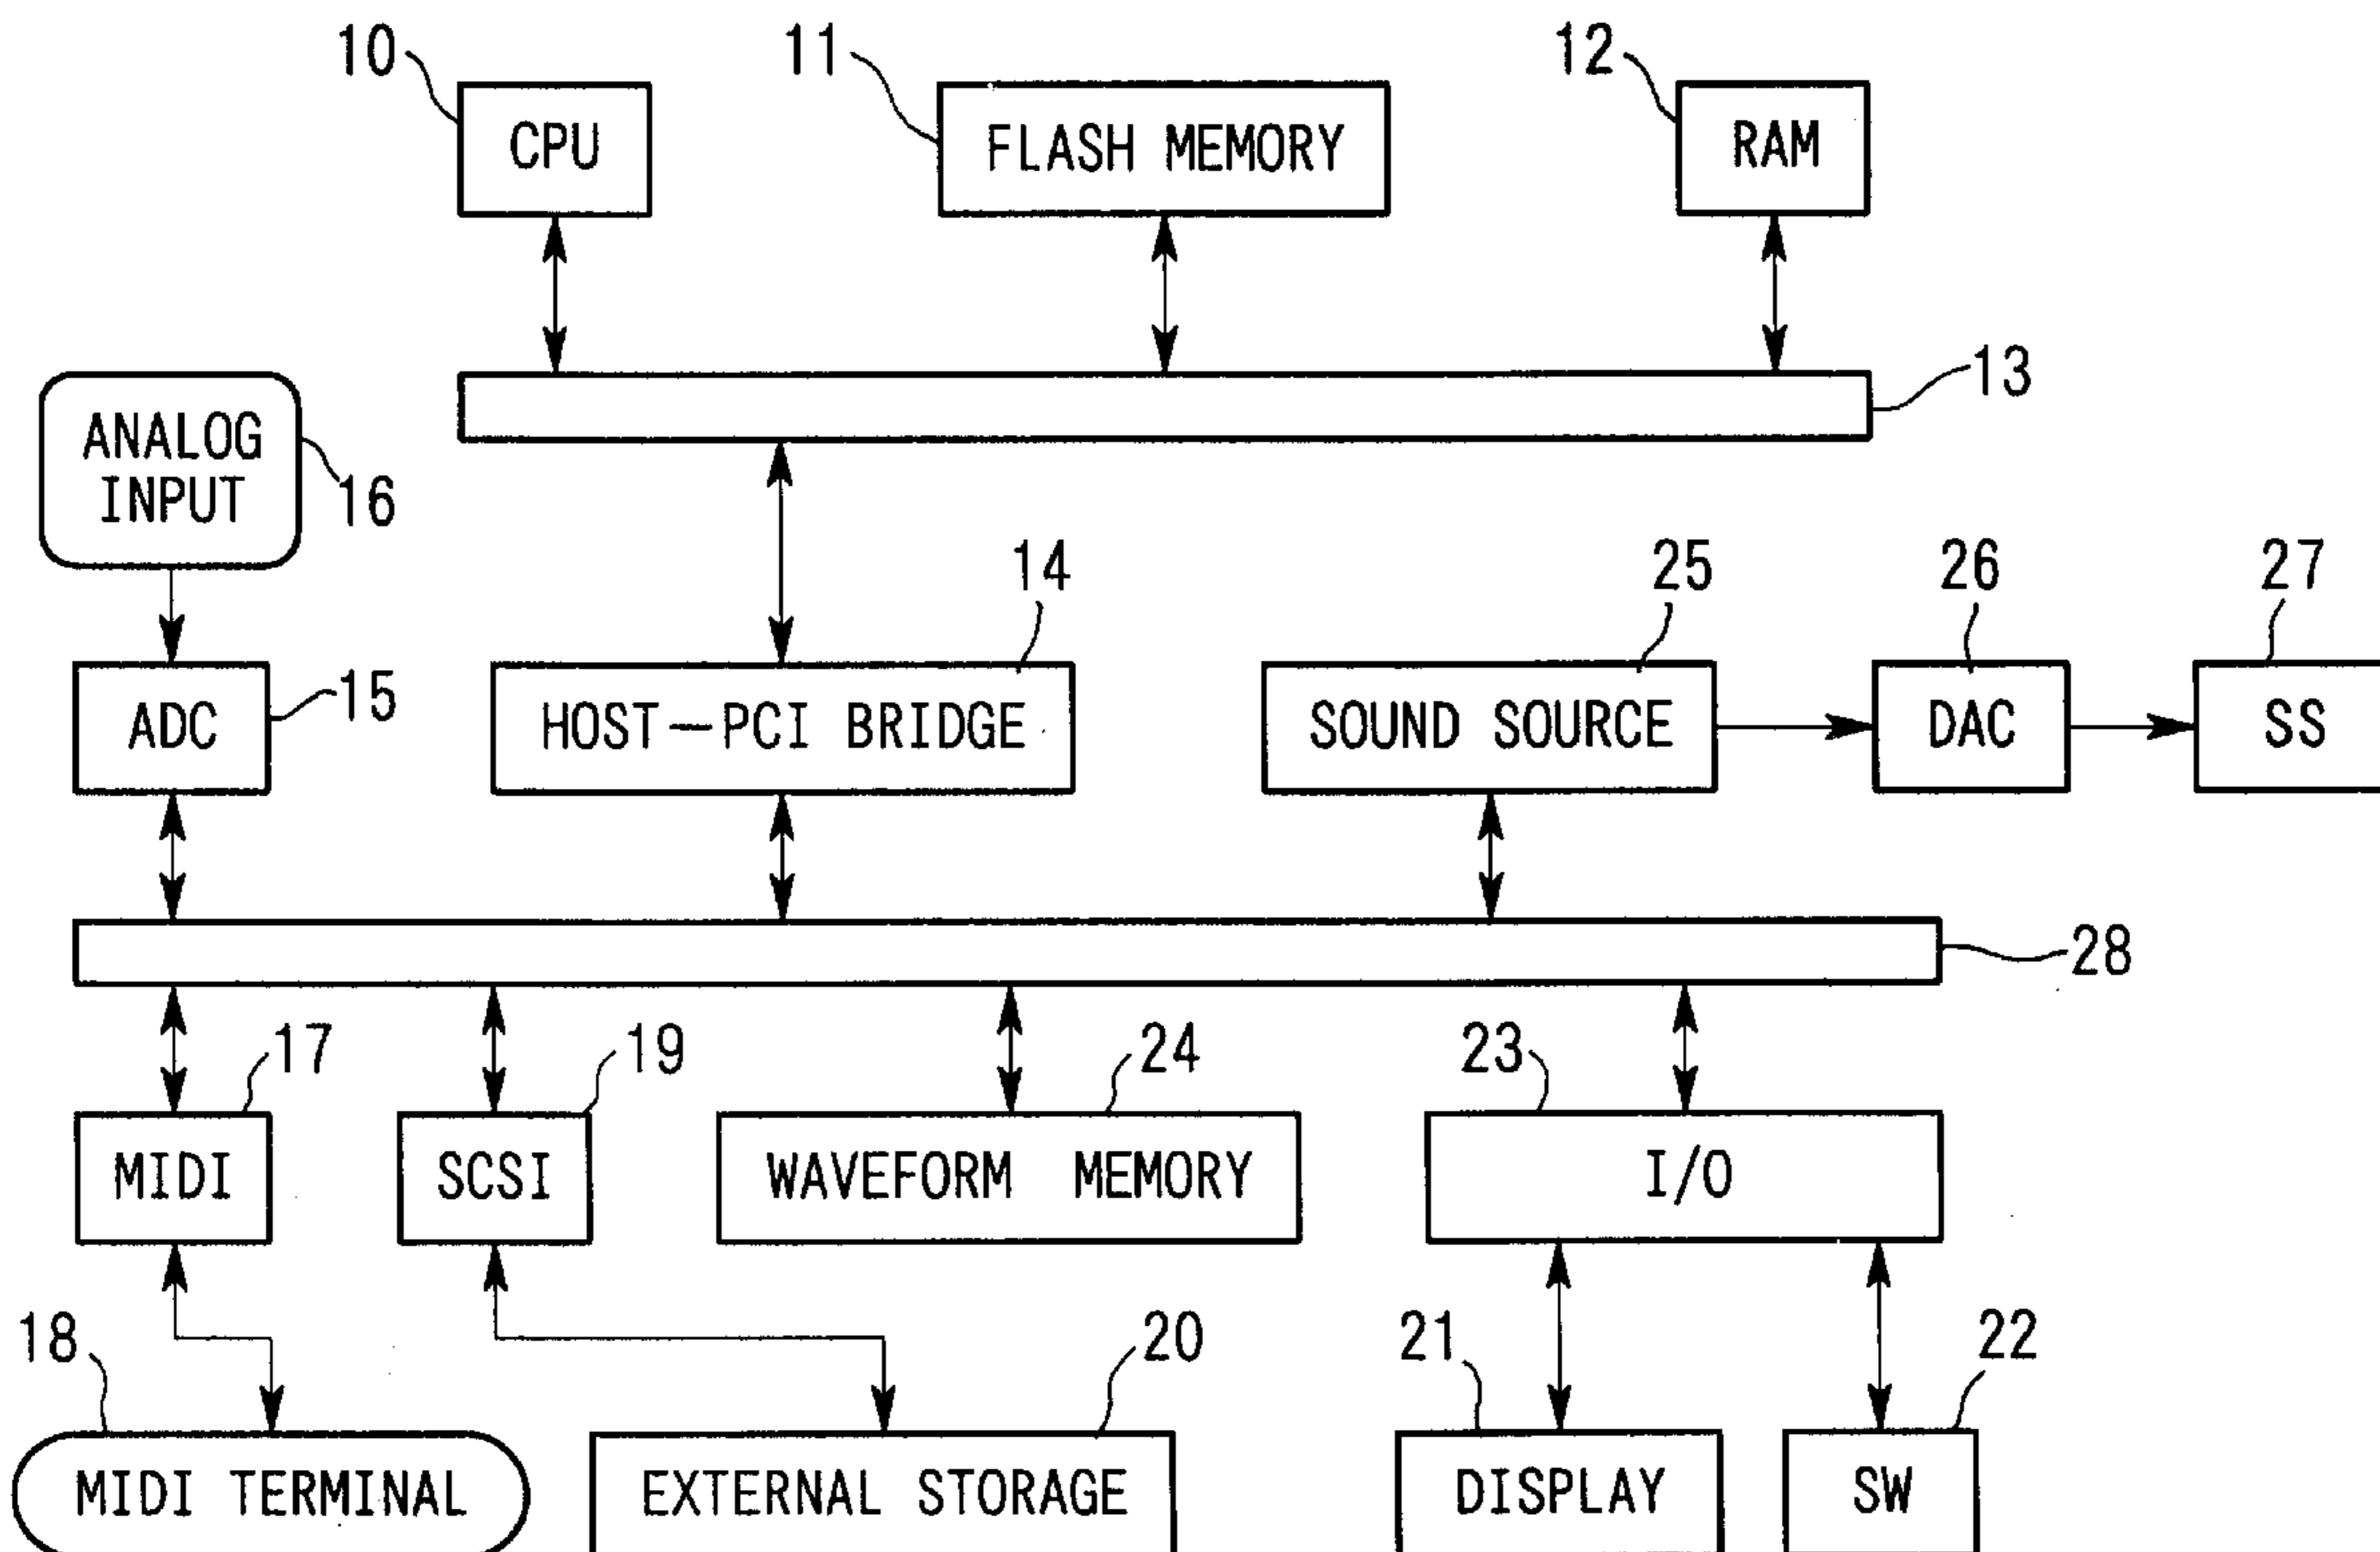 10
11
12
CPU
FLASH MEMORY
RAM
13
ANALOG
INPUT
16
14
25
26
27
ADC
15
HOST-PCI BRIDGE
SOUND SOURCE
DAC
SS
28
17
19
24
23
MIDI
SCSI
WAVEFORM MEMORY
I/O
18
20
21
22
MIDI TERMINAL
EXTERNAL STORAGE
DISPLAY
SW